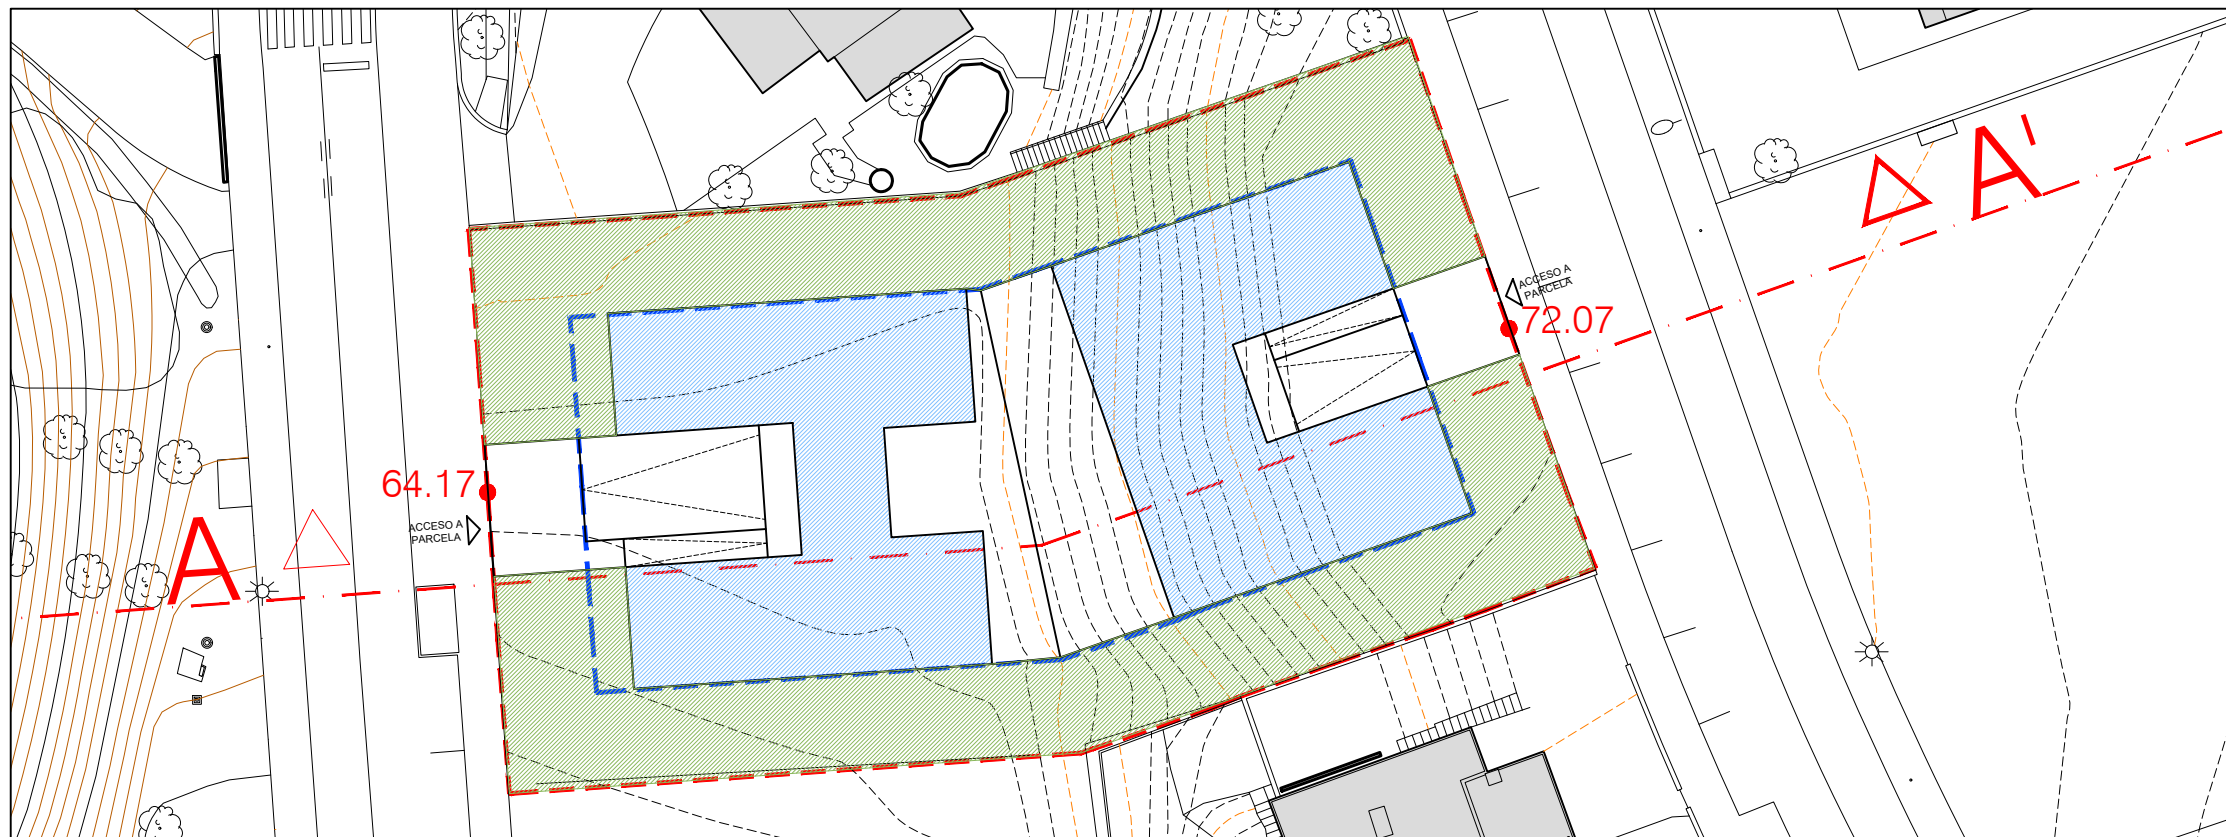 A'
ACCESO A
PARCELA
72.07
64.17
ACCESO A
PARCELA
A